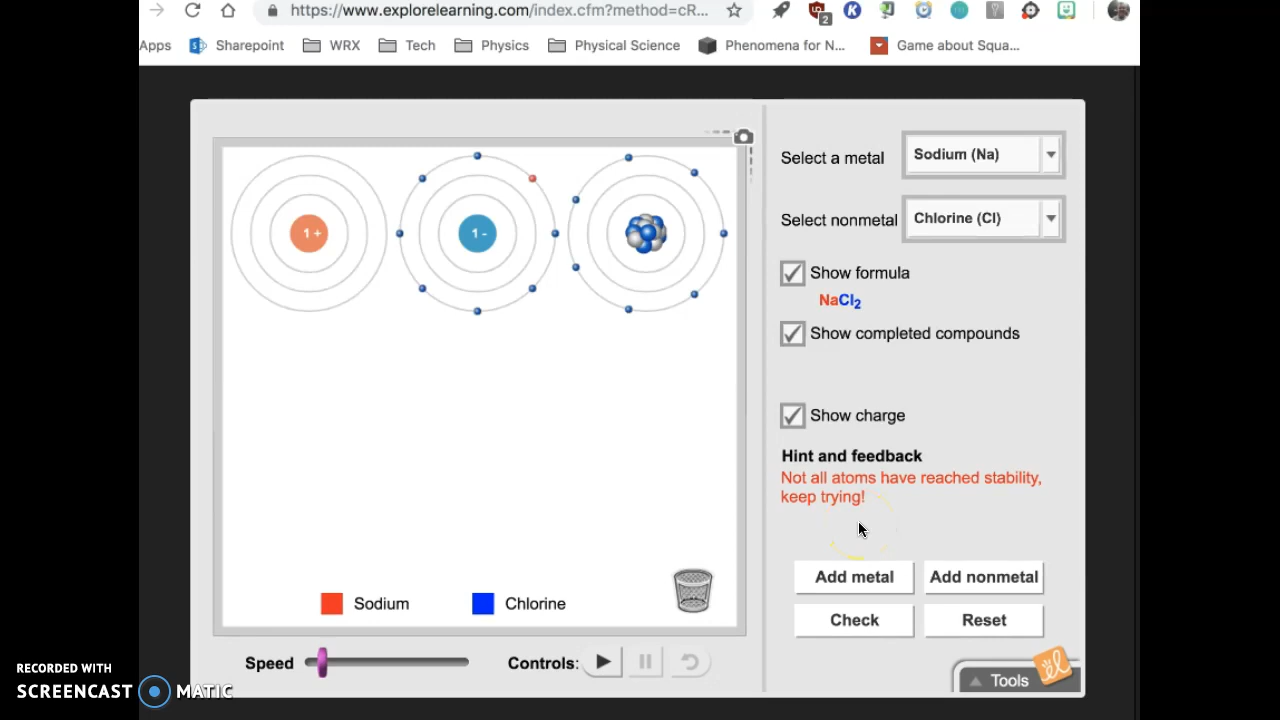 https://www.explorelearning.com/index.cfm?method=cR...
2
K
Apps
Sharepoint
WRX
Tech
Physics
Physical Science
Phenomena for N...
Game about Squa...
1 +
1 -
Select a metal
Sodium (Na)
Select nonmetal
Chlorine (Cl)
Show formula
NaCl2
Show completed compounds
Show charge
Hint and feedback
Not all atoms have reached stability,
keep trying!
Add metal
Add nonmetal
Check
Reset
Sodium
Chlorine
Speed
Controls:
Tools
el
RECORDED WITH
SCREENCAST MATIC